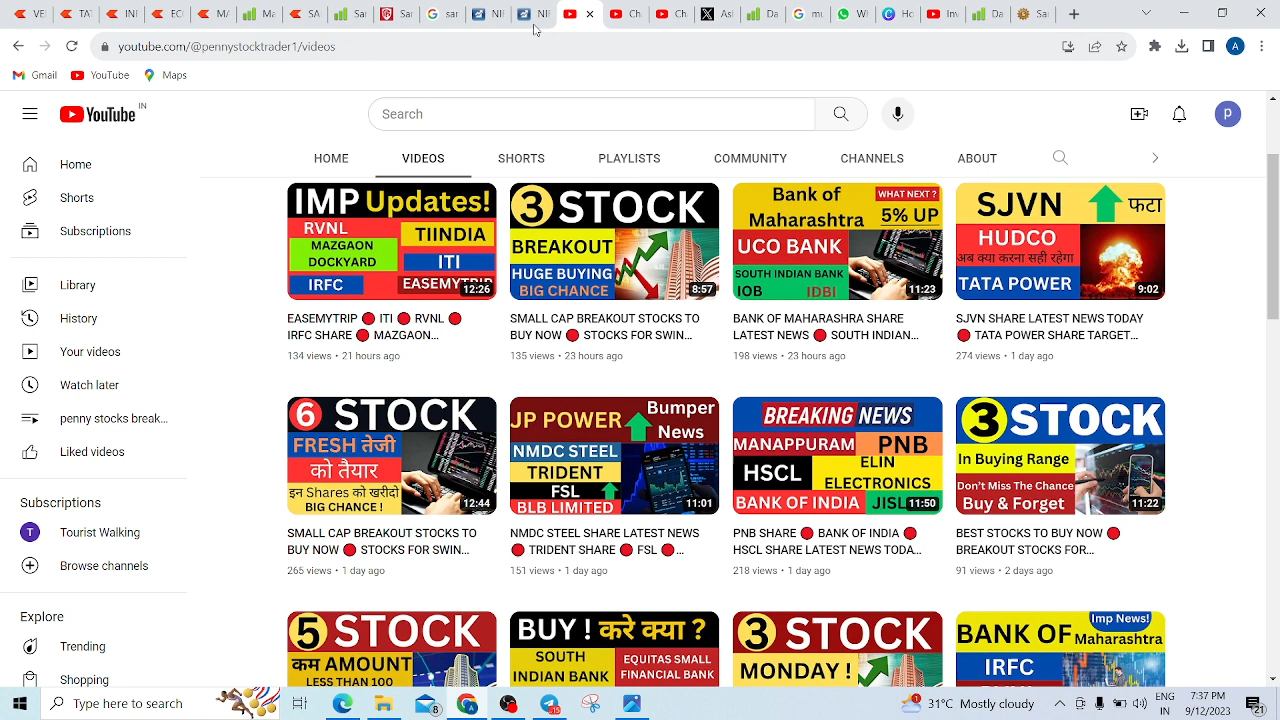 youtube.com/@pennystocktrader1/videos
Gmail YouTube Maps
YouTube IN
Search
p
HOME VIDEOS SHORTS PLAYLISTS COMMUNITY CHANNELS ABOUT
Home
Shorts
Subscriptions
Library
History
Your videos
Watch later
penny stocks break...
Liked videos
Subscriptions
T Tourist Walking
Browse channels
Explore
Trending
Shopping
IMP Updates!
RVNL
TIINDIA
MAZGAON
DOCKYARD
ITI
IRFC
EASEMYTRIP
12:26
EASEMYTRIP 🔴 ITI 🔴 RVNL 🔴
IRFC SHARE 🔴 MAZGAON...
134 views • 21 hours ago
3 STOCK
BREAKOUT
HUGE BUYING
BIG CHANCE
8:57
SMALL CAP BREAKOUT STOCKS TO
BUY NOW 🔴 STOCKS FOR SWIN...
135 views • 23 hours ago
Bank of
Maharashtra
WHAT NEXT ?
5% UP
UCO BANK
SOUTH INDIAN BANK
IOB IDBI
11:23
BANK OF MAHARASHRA SHARE
LATEST NEWS 🔴 SOUTH INDIAN...
198 views • 23 hours ago
SJVN फटा
HUDCO
अब क्या करना सही रहेगा
TATA POWER
9:02
SJVN SHARE LATEST NEWS TODAY
🔴 TATA POWER SHARE TARGET...
274 views • 1 day ago
6 STOCK
FRESH तेजी
को तैयार
इन Shares को खरीदो
BIG CHANCE !
12:44
SMALL CAP BREAKOUT STOCKS TO
BUY NOW 🔴 STOCKS FOR SWIN...
265 views • 1 day ago
JP POWER Bumper
News
NMDC STEEL
TRIDENT
FSL
BLB LIMITED
11:01
NMDC STEEL SHARE LATEST NEWS
🔴 TRIDENT SHARE 🔴 FSL 🔴...
151 views • 1 day ago
BREAKING NEWS
MANAPPURAM PNB
HSCL
ELIN
ELECTRONICS
BANK OF INDIA JISL
11:50
PNB SHARE 🔴 BANK OF INDIA 🔴
HSCL SHARE LATEST NEWS TODA...
218 views • 1 day ago
3 STOCK
In Buying Range
Don't Miss The Chance
Buy & Forget
11:22
BEST STOCKS TO BUY NOW 🔴
BREAKOUT STOCKS FOR...
91 views • 2 days ago
5 STOCK
कम AMOUNT
LESS THAN 100
BUY ! करे क्या ?
SOUTH
INDIAN BANK
EQUITAS SMALL
FINANCIAL BANK
3 STOCK
MONDAY !
BANK OF Imp News!
Maharashtra
IRFC
Type here to search
8
15
31°C Mostly cloudy
ENG
IN
7:37 PM
9/12/2023
21